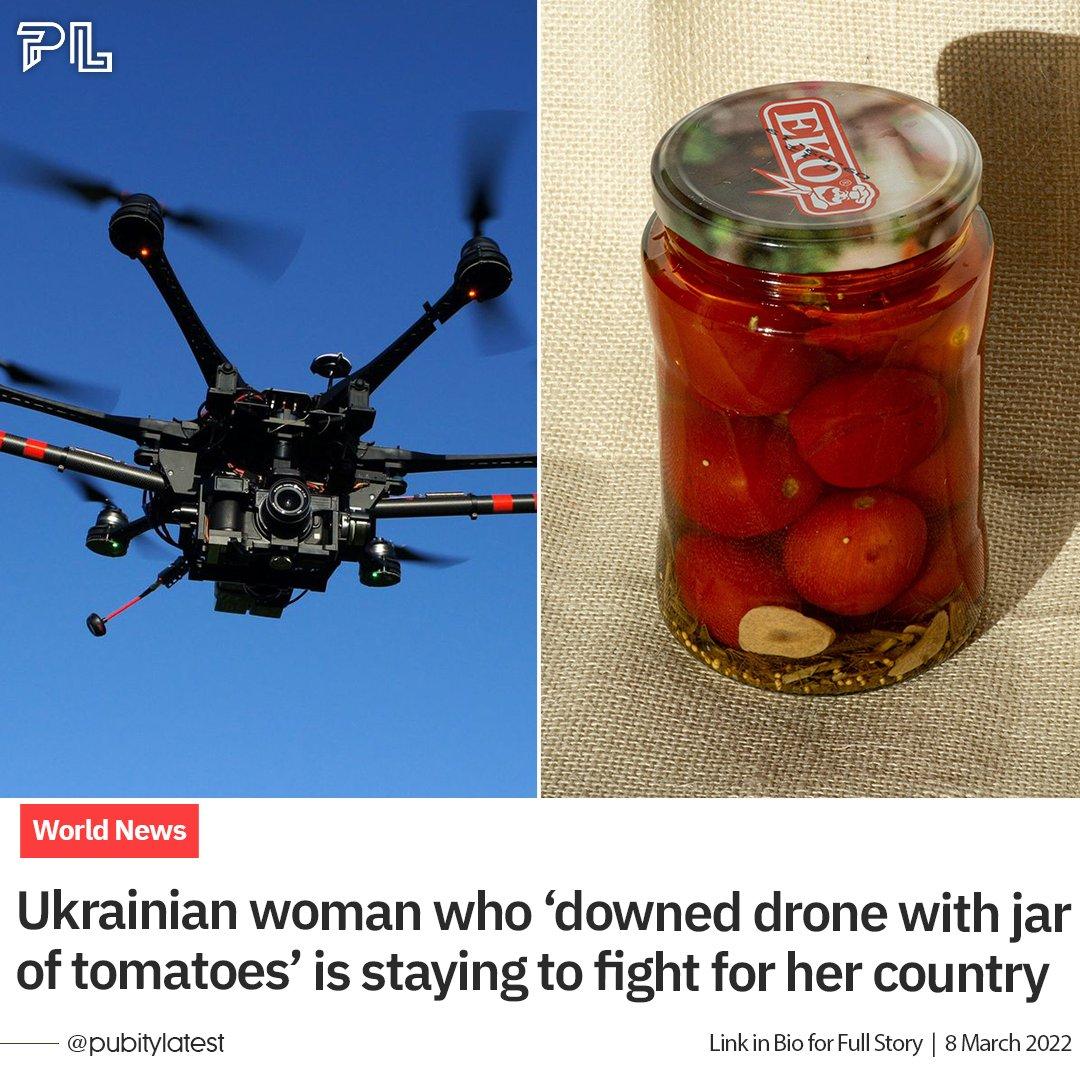 PL
EKO
World News
Ukrainian woman who ‘downed drone with jar
of tomatoes’ is staying to fight for her country
@pubitylatest
Link in Bio for Full Story | 8 March 2022